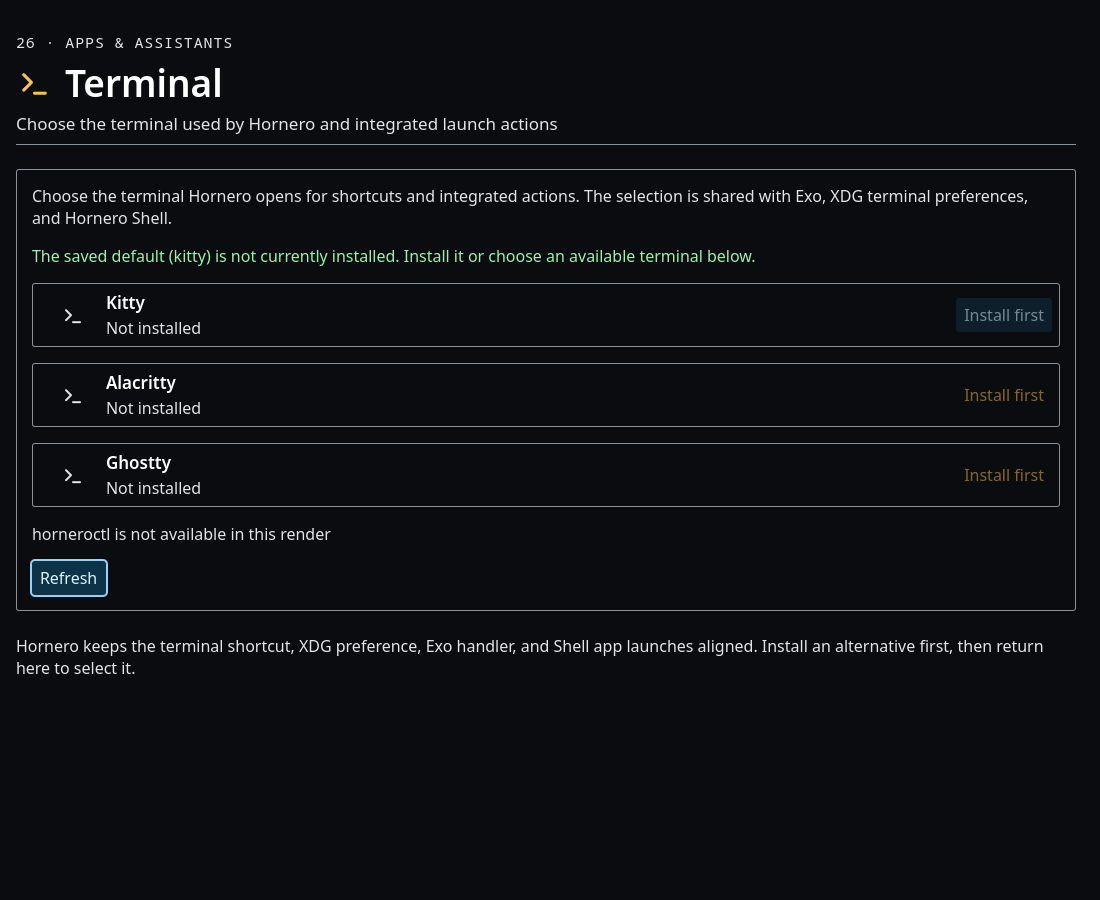 26 · APPS & ASSISTANTS
Terminal
Choose the terminal used by Hornero and integrated launch actions
Choose the terminal Hornero opens for shortcuts and integrated actions. The selection is shared with Exo, XDG terminal preferences,
and Hornero Shell.
The saved default (kitty) is not currently installed. Install it or choose an available terminal below.
Kitty
Not installed
Install first
Alacritty
Not installed
Install first
Ghostty
Not installed
Install first
horneroctl is not available in this render
Refresh
Hornero keeps the terminal shortcut, XDG preference, Exo handler, and Shell app launches aligned. Install an alternative first, then return
here to select it.